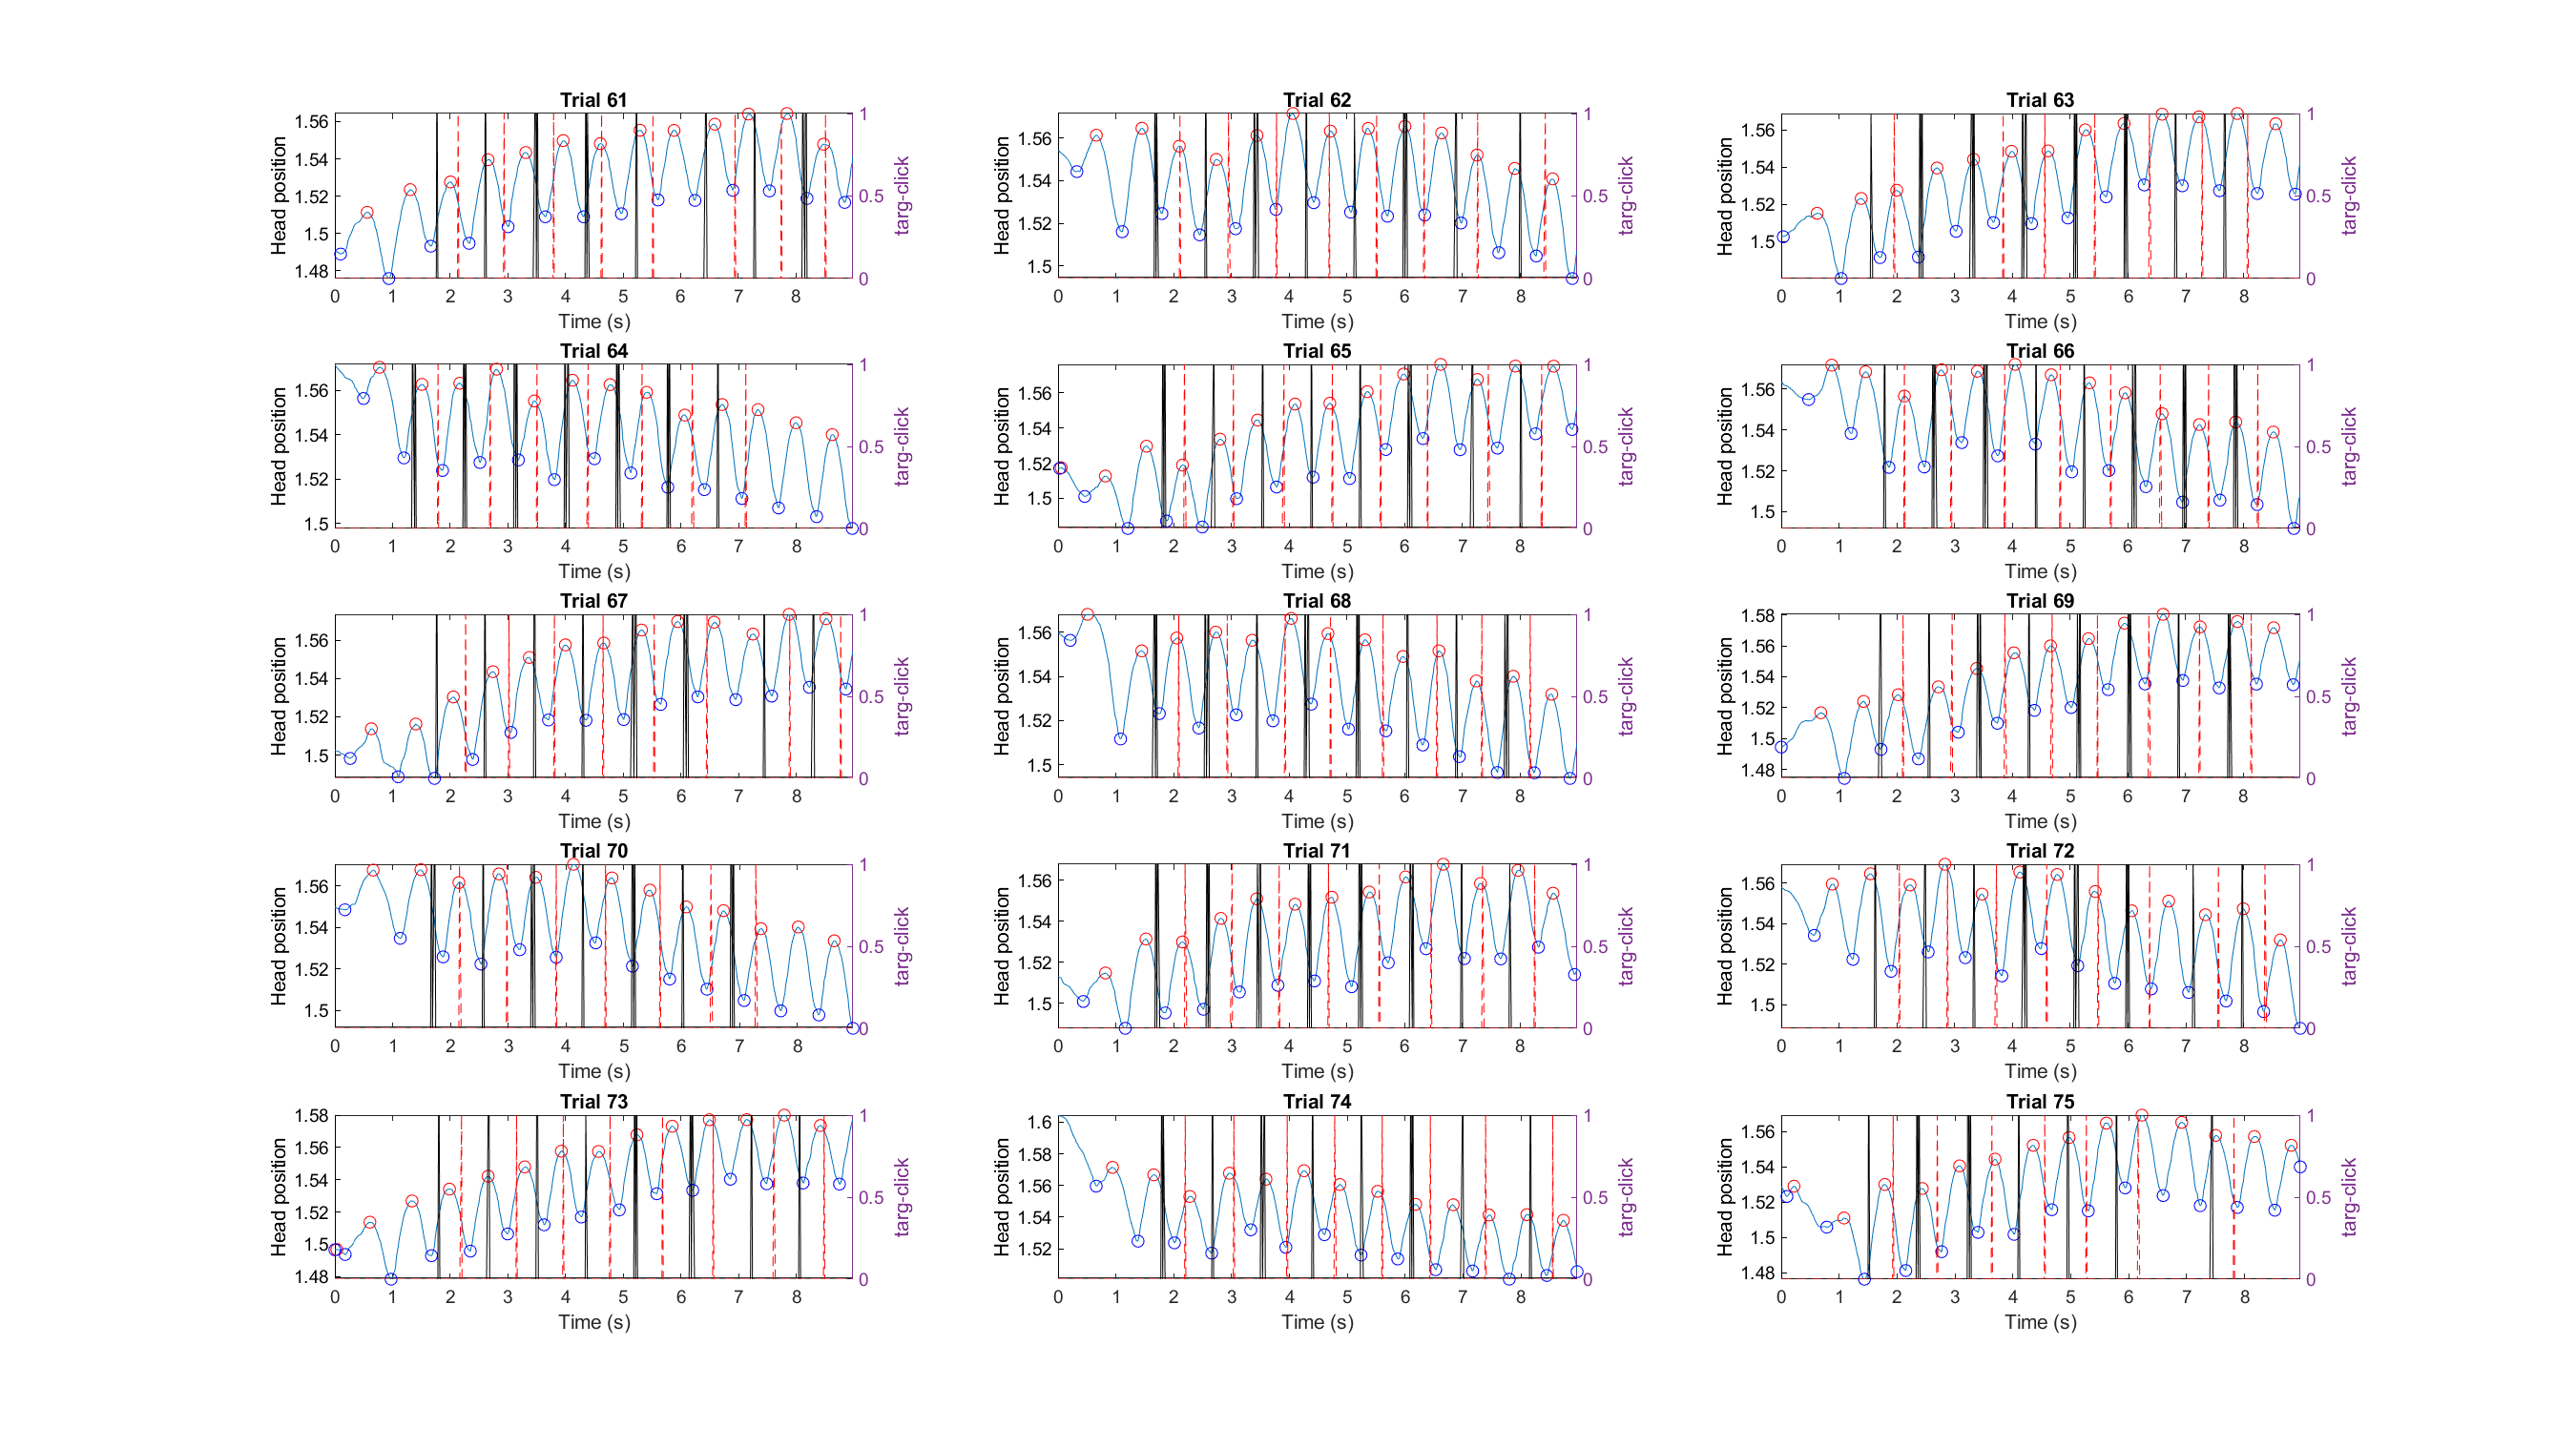 Trial 61
Head position
1.56
1.54
1.52
1.5
1.48
1
0.5
0
targ-click
0 1 2 3 4 5 6 7 8
Time (s)
Trial 62
Head position
1.56
1.54
1.52
1.5
1
0.5
0
targ-click
0 1 2 3 4 5 6 7 8
Time (s)
Trial 63
Head position
1.56
1.54
1.52
1.5
1
0.5
0
targ-click
0 1 2 3 4 5 6 7 8
Time (s)
Trial 64
Head position
1.56
1.54
1.52
1.5
1
0.5
0
targ-click
0 1 2 3 4 5 6 7 8
Time (s)
Trial 65
Head position
1.56
1.54
1.52
1.5
1
0.5
0
targ-click
0 1 2 3 4 5 6 7 8
Time (s)
Trial 66
Head position
1.56
1.54
1.52
1.5
1
0.5
0
targ-click
0 1 2 3 4 5 6 7 8
Time (s)
Trial 67
Head position
1.56
1.54
1.52
1.5
1
0.5
0
targ-click
0 1 2 3 4 5 6 7 8
Time (s)
Trial 68
Head position
1.56
1.54
1.52
1.5
1
0.5
0
targ-click
0 1 2 3 4 5 6 7 8
Time (s)
Trial 69
Head position
1.58
1.56
1.54
1.52
1.5
1.48
1
0.5
0
targ-click
0 1 2 3 4 5 6 7 8
Time (s)
Trial 70
Head position
1.56
1.54
1.52
1.5
1
0.5
0
targ-click
0 1 2 3 4 5 6 7 8
Time (s)
Trial 71
Head position
1.56
1.54
1.52
1.5
1
0.5
0
targ-click
0 1 2 3 4 5 6 7 8
Time (s)
Trial 72
Head position
1.56
1.54
1.52
1.5
1
0.5
0
targ-click
0 1 2 3 4 5 6 7 8
Time (s)
Trial 73
Head position
1.58
1.56
1.54
1.52
1.5
1.48
1
0.5
0
targ-click
0 1 2 3 4 5 6 7 8
Time (s)
Trial 74
Head position
1.6
1.58
1.56
1.54
1.52
1
0.5
0
targ-click
0 1 2 3 4 5 6 7 8
Time (s)
Trial 75
Head position
1.56
1.54
1.52
1.5
1.48
1
0.5
0
targ-click
0 1 2 3 4 5 6 7 8
Time (s)